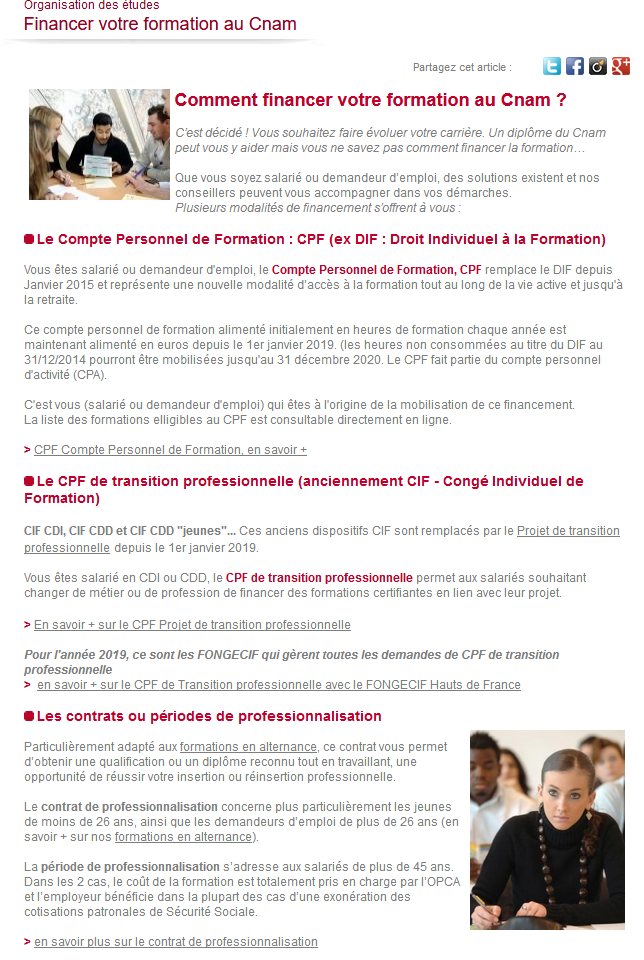 Organisation des études
Financer votre formation au Cnam
Partagez cet article :
Comment financer votre formation au Cnam ?
C'est décidé ! Vous souhaitez faire évoluer votre carrière. Un diplôme du Cnam
peut vous y aider mais vous ne savez pas comment financer la formation…
Que vous soyez salarié ou demandeur d'emploi, des solutions existent et nos
conseillers peuvent vous accompagner dans vos démarches.
Plusieurs modalités de financement s'offrent à vous :
Le Compte Personnel de Formation : CPF (ex DIF : Droit Individuel à la Formation)
Vous êtes salarié ou demandeur d'emploi, le Compte Personnel de Formation, CPF remplace le DIF depuis
Janvier 2015 et représente une nouvelle modalité d'accès à la formation tout au long de la vie active et jusqu'à
la retraite.
Ce compte personnel de formation alimenté initialement en heures de formation chaque année est
maintenant alimenté en euros depuis le 1er janvier 2019. (les heures non consommées au titre du DIF au
31/12/2014 pourront être mobilisées jusqu'au 31 décembre 2020. Le CPF fait partie du compte personnel
d'activité (CPA).
C'est vous (salarié ou demandeur d'emploi) qui êtes à l'origine de la mobilisation de ce financement.
La liste des formations elligibles au CPF est consultable directement en ligne.
> CPF Compte Personnel de Formation, en savoir +
Le CPF de transition professionnelle (anciennement CIF - Congé Individuel de
Formation)
CIF CDI, CIF CDD et CIF CDD "jeunes"... Ces anciens dispositifs CIF sont remplacés par le Projet de transition
professionnelle depuis le 1er janvier 2019.
Vous êtes salarié en CDI ou CDD, le CPF de transition professionnelle permet aux salariés souhaitant
changer de métier ou de profession de financer des formations certifiantes en lien avec leur projet.
> En savoir + sur le CPF Projet de transition professionnelle
Pour l'année 2019, ce sont les FONGECIF qui gèrent toutes les demandes de CPF de transition
professionnelle
> en savoir + sur le CPF de Transition professionnelle avec le FONGECIF Hauts de France
Les contrats ou périodes de professionnalisation
Particulièrement adapté aux formations en alternance, ce contrat vous permet
d'obtenir une qualification ou un diplôme reconnu tout en travaillant, une
opportunité de réussir votre insertion ou réinsertion professionnelle.
Le contrat de professionnalisation concerne plus particulièrement les jeunes
de moins de 26 ans, ainsi que les demandeurs d'emploi de plus de 26 ans (en
savoir + sur nos formations en alternance).
La période de professionnalisation s'adresse aux salariés de plus de 45 ans.
Dans les 2 cas, le coût de la formation est totalement pris en charge par l'OPCA
et l'employeur bénéficie dans la plupart des cas d'une exonération des
cotisations patronales de Sécurité Sociale.
> en savoir plus sur le contrat de professionnalisation